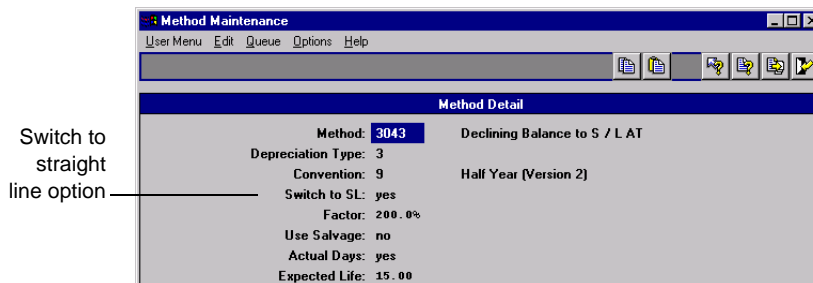 Method Maintenance
User Menu Edit Queue Options Help
Method Detail
Switch to
straight
line option
Method: 3043 Declining Balance to S / L AT
Depreciation Type: 3
Convention: 9 Half Year (Version 2)
Switch to SL: yes
Factor: 200.0%
Use Salvage: no
Actual Days: yes
Expected Life: 15.00